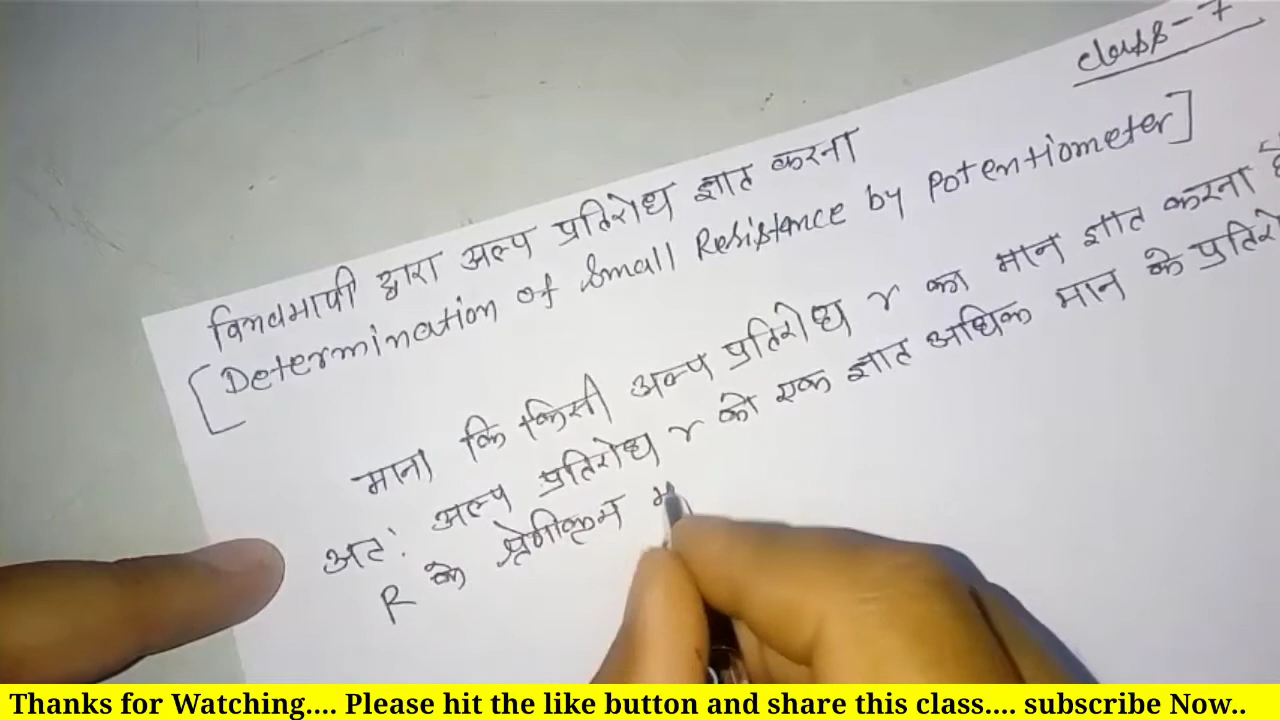 class-7
विभवमापी द्वारा अल्प प्रतिरोध ज्ञात करना
[Determination of Small Resistance by Potentiometer]
माना कि किसी अल्प प्रतिरोध r का मान ज्ञात करना है
अतः अल्प प्रतिरोध r को एक ज्ञात अधिक मान के
R के श्रेणीक्रम
Thanks for Watching.... Please hit the like button and share this class.... subscribe Now..